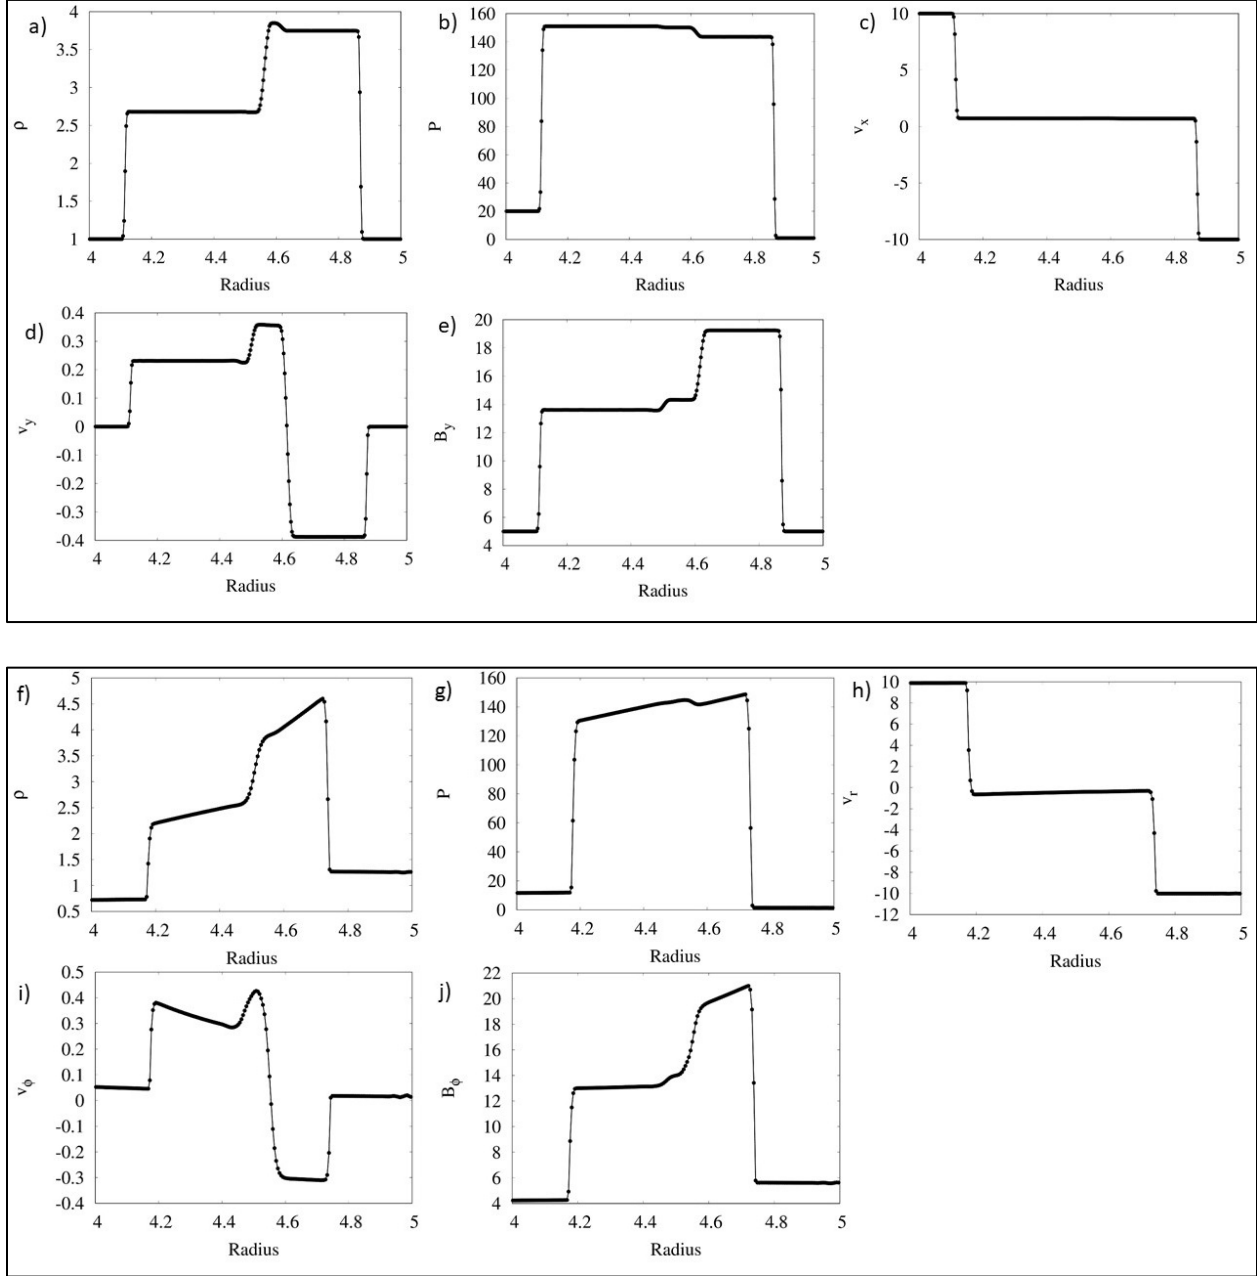 a)
4
3.5
3
2.5
2
1.5
1
ρ
4 4.2 4.4 4.6 4.8 5
Radius
b)
160
140
120
100
80
60
40
20
0
P
4 4.2 4.4 4.6 4.8 5
Radius
c)
10
5
0
-5
-10
vₓ
4 4.2 4.4 4.6 4.8 5
Radius
d)
0.4
0.3
0.2
0.1
0
-0.1
-0.2
-0.3
-0.4
v_y
4 4.2 4.4 4.6 4.8 5
Radius
e)
20
18
16
14
12
10
8
6
4
B_y
4 4.2 4.4 4.6 4.8 5
Radius
f)
5
4.5
4
3.5
3
2.5
2
1.5
1
0.5
ρ
4 4.2 4.4 4.6 4.8 5
Radius
g)
160
140
120
100
80
60
40
20
0
P
4 4.2 4.4 4.6 4.8 5
Radius
h)
10
8
6
4
2
0
-2
-4
-6
-8
-10
-12
v_r
4 4.2 4.4 4.6 4.8 5
Radius
i)
0.5
0.4
0.3
0.2
0.1
0
-0.1
-0.2
-0.3
-0.4
v_ϕ
4 4.2 4.4 4.6 4.8 5
Radius
j)
22
20
18
16
14
12
10
8
6
4
B_ϕ
4 4.2 4.4 4.6 4.8 5
Radius